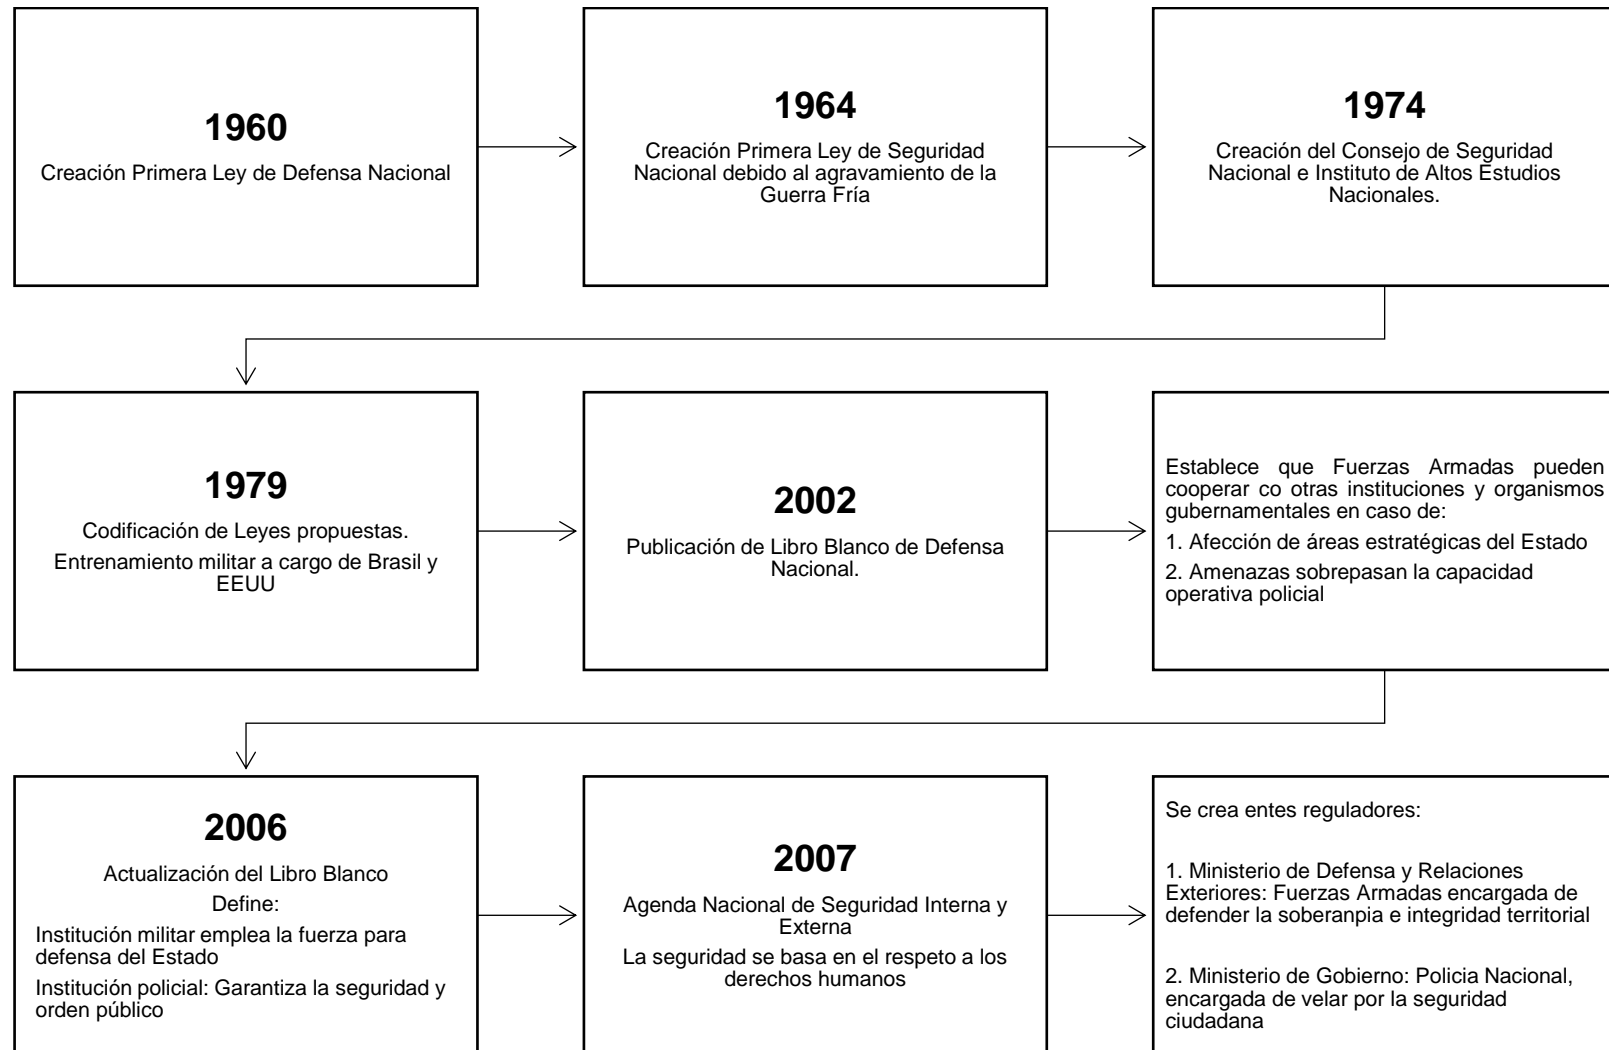 1960
Creación Primera Ley de Defensa Nacional
1964
Creación Primera Ley de Seguridad
Nacional debido al agravamiento de la
Guerra Fría
1974
Creación del Consejo de Seguridad
Nacional e Instituto de Altos Estudios
Nacionales.
1979
Codificación de Leyes propuestas.
Entrenamiento militar a cargo de Brasil y
EEUU
2002
Publicación de Libro Blanco de Defensa
Nacional.
Establece que Fuerzas Armadas pueden
cooperar co otras instituciones y organismos
gubernamentales en caso de:
1. Afección de áreas estratégicas del Estado
2. Amenazas sobrepasan la capacidad
operativa policial
2006
Actualización del Libro Blanco
Define:
Institución militar emplea la fuerza para
defensa del Estado
Institución policial: Garantiza la seguridad y
orden público
2007
Agenda Nacional de Seguridad Interna y
Externa
La seguridad se basa en el respeto a los
derechos humanos
Se crea entes reguladores:
1. Ministerio de Defensa y Relaciones
Exteriores: Fuerzas Armadas encargada de
defender la soberanpia e integridad territorial
2. Ministerio de Gobierno: Policia Nacional,
encargada de velar por la seguridad
ciudadana